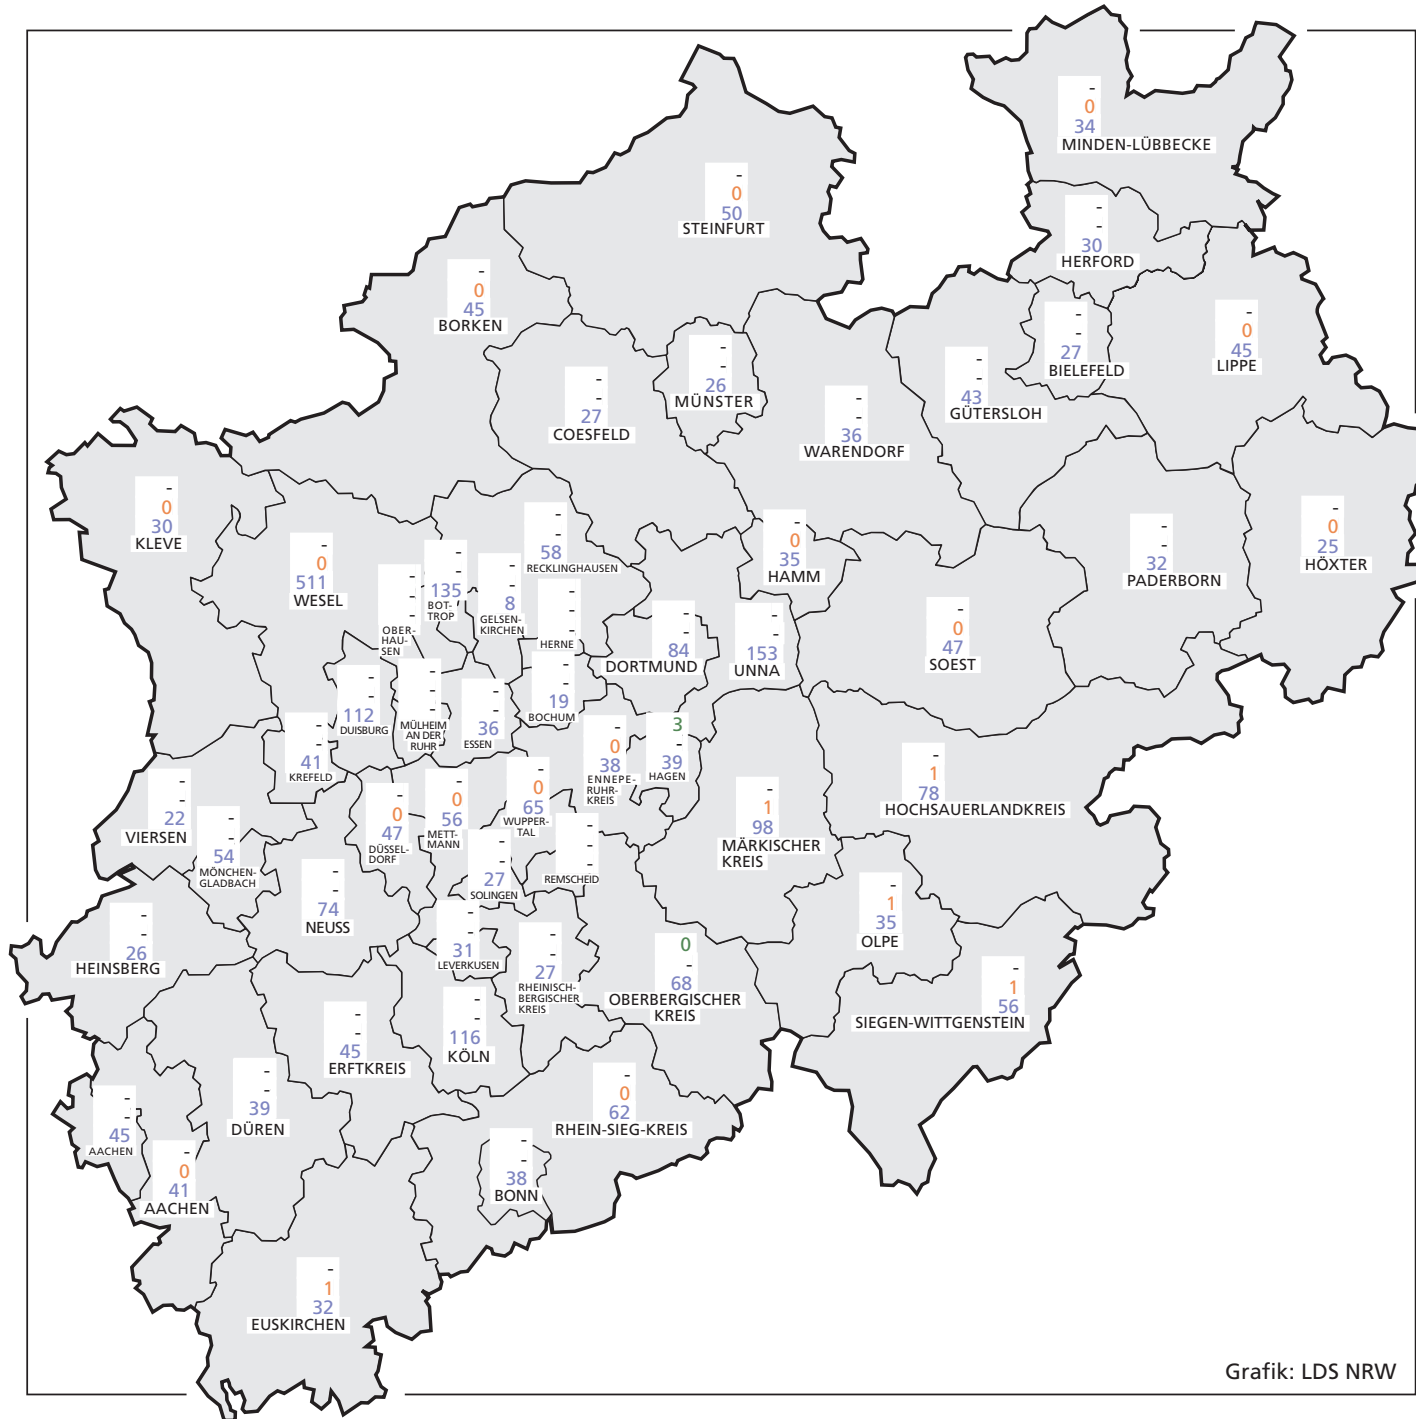 -
0
34
MINDEN-LÜBBECKE
-
0
50
STEINFURT
-
-
30
HERFORD
-
0
45
BORKEN
-
-
27
BIELEFELD
-
0
45
LIPPE
-
-
26
MÜNSTER
-
-
43
GÜTERSLOH
-
-
27
COESFELD
-
-
36
WARENDORF
-
0
30
KLEVE
-
-
58
RECKLINGHAUSEN
-
0
35
HAMM
-
-
32
PADERBORN
-
0
25
HÖXTER
-
0
511
WESEL
-
-
135
BOT-
TROP
-
-
8
GELSEN-
KIRCHEN
-
-
-
OBER-
HAU-
SEN
-
-
-
HERNE
-
-
84
DORTMUND
-
-
153
UNNA
-
0
47
SOEST
-
-
112
DUISBURG
-
-
-
MÜLHEIM
AN DER
RUHR
-
-
36
ESSEN
-
-
19
BOCHUM
-
-
41
KREFELD
-
0
38
ENNEPE-
RUHR-
KREIS
3
-
39
HAGEN
-
1
78
HOCHSAUERLANDKREIS
-
-
22
VIERSEN
-
-
54
MÖNCHEN-
GLADBACH
-
0
47
DÜSSEL-
DORF
-
0
56
METT-
MANN
-
0
65
WUPPER-
TAL
-
1
98
MÄRKISCHER
KREIS
-
-
27
SOLINGEN
-
-
-
REMSCHEID
-
-
74
NEUSS
-
1
35
OLPE
-
-
26
HEINSBERG
-
-
31
LEVERKUSEN
-
-
27
RHEINISCH-
BERGISCHER
KREIS
0
-
68
OBERBERGISCHER
KREIS
-
1
56
SIEGEN-WITTGENSTEIN
-
-
45
ERFTKREIS
-
-
116
KÖLN
-
-
39
DÜREN
-
0
62
RHEIN-SIEG-KREIS
-
-
45
AACHEN
-
0
41
AACHEN
-
-
38
BONN
-
1
32
EUSKIRCHEN
Grafik: LDS NRW